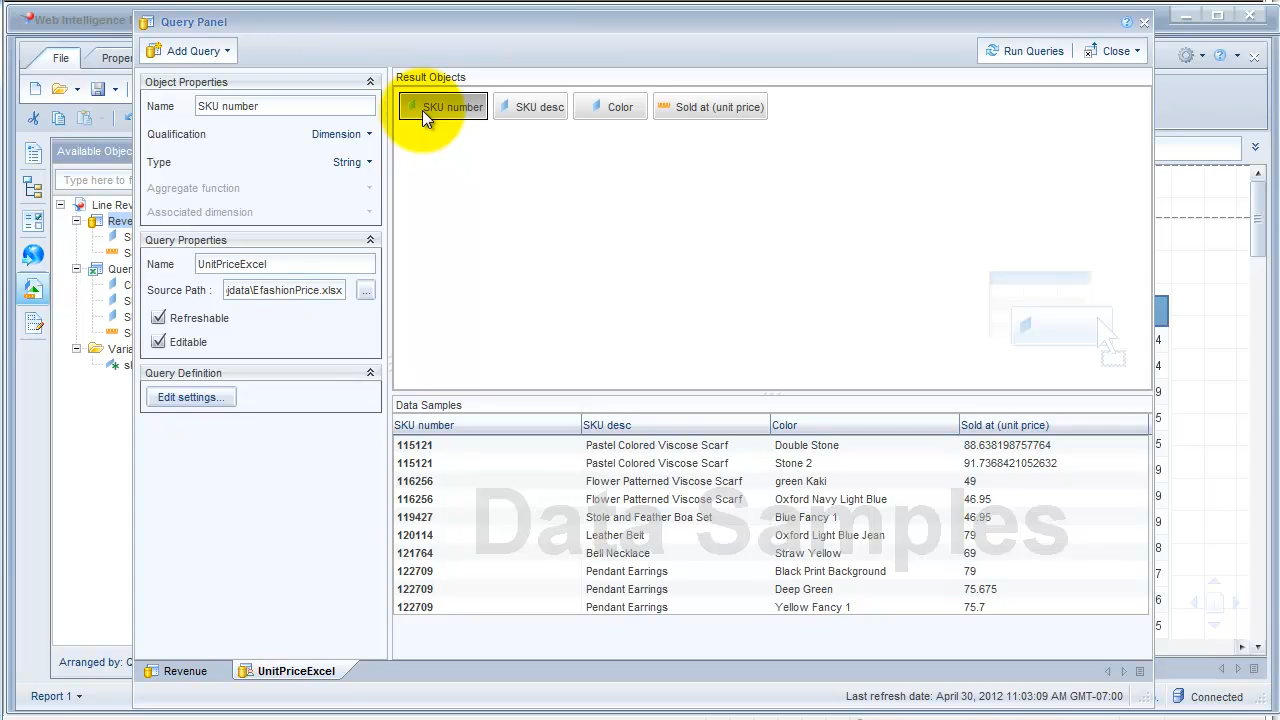 Web Intelligence
Query Panel
File
Proper
Add Query
Run Queries
Close
Object Properties
Name
SKU number
Qualification
Dimension
Type
String
Aggregate function
Associated dimension
Query Properties
Name
UnitPriceExcel
Source Path :
jdata\EfashionPrice.xlsx
...
Refreshable
Editable
Query Definition
Edit settings...
Result Objects
SKU number
SKU desc
Color
Sold at (unit price)
Available Objec
Type here to f
Line Rev
Reve
Quer
Varia
Arranged by: Q
Data Samples
SKU number SKU desc Color Sold at (unit price)
115121 Pastel Colored Viscose Scarf Double Stone 88.638198757764
115121 Pastel Colored Viscose Scarf Stone 2 91.7368421052632
116256 Flower Patterned Viscose Scarf green Kaki 49
116256 Flower Patterned Viscose Scarf Oxford Navy Light Blue 46.95
119427 Stole and Feather Boa Set Blue Fancy 1 46.95
120114 Leather Belt Oxford Light Blue Jean 79
121764 Bell Necklace Straw Yellow 69
122709 Pendant Earrings Black Print Background 79
122709 Pendant Earrings Deep Green 75.675
122709 Pendant Earrings Yellow Fancy 1 75.7
Data Samples
Revenue
UnitPriceExcel
Report 1
Last refresh date: April 30, 2012 11:03:09 AM GMT-07:00
Connected